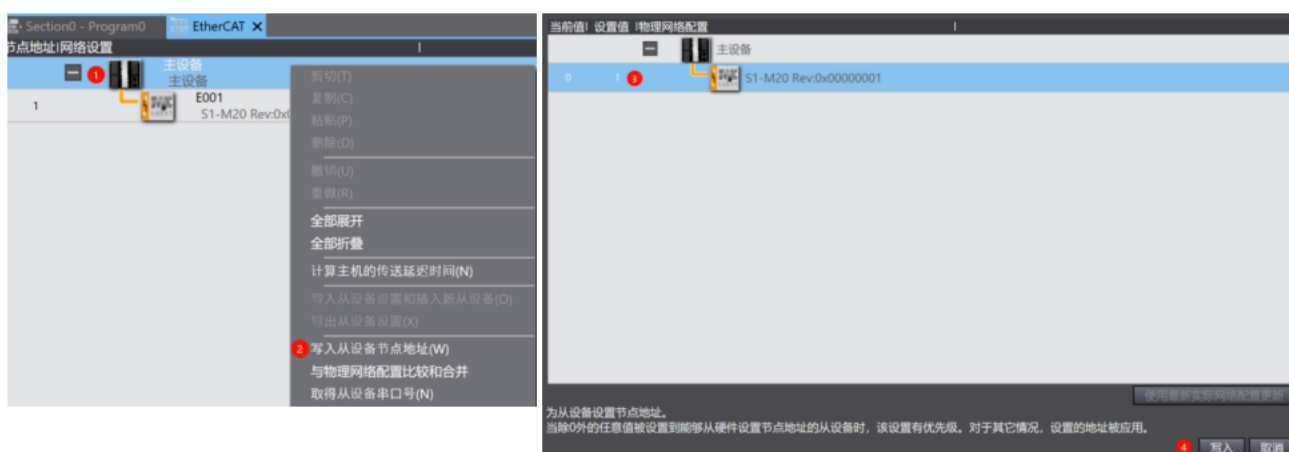 Section0 - Program0
EtherCAT
节点地址 网络设置
1
主设备
主设备
1
E001
S1-M20 Rev:0x0
剪切(T)
复制(C)
粘贴(P)
删除(D)
撤销(U)
重做(R)
全部展开
全部折叠
计算主机的传送延迟时间(N)
导入从设备设置和插入新从设备(O)
导出从设备设置(X)
2 写入从设备节点地址(W)
与物理网络配置比较和合并
取得从设备串口号(N)
当前值 设置值 物理网络配置
主设备
0 1 3 S1-M20 Rev:0x00000001
使用最新实际网络配置更新
为从设备设置节点地址。
当除0外的任意值被设置到能够从硬件设置节点地址的从设备时，该设置有优先级。对于其它情况，设置的地址被应用。
4 写入 取消